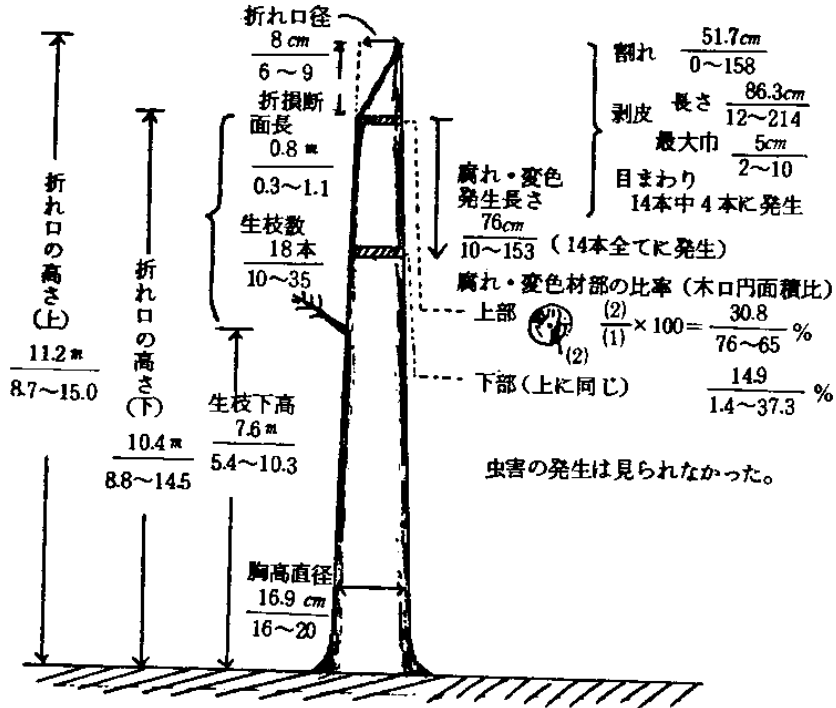 折れ口径
8cm
6〜9
折損断
面長
0.8m
0.3〜1.1
生枝数
18本
10〜35
割れ 51.7cm
0〜158
剥皮 長さ 86.3cm
12〜214
最大巾 5cm
2〜10
目まわり
14本中4本に発生
腐れ・変色
発生長さ
76cm
10〜153 (14本全てに発生)
腐れ・変色材部の比率(木口円面積比)
上部 (2)/(1) ×100= 30.8/76〜65 %
(2)
下部(上に同じ) 14.9/1.4〜37.3 %
虫害の発生は見られなかった。
折れ口の高さ(上)
11.2m
8.7〜15.0
折れ口の高さ(下)
10.4m
8.8〜14.5
生枝下高
7.6m
5.4〜10.3
胸高直径
16.9cm
16〜20